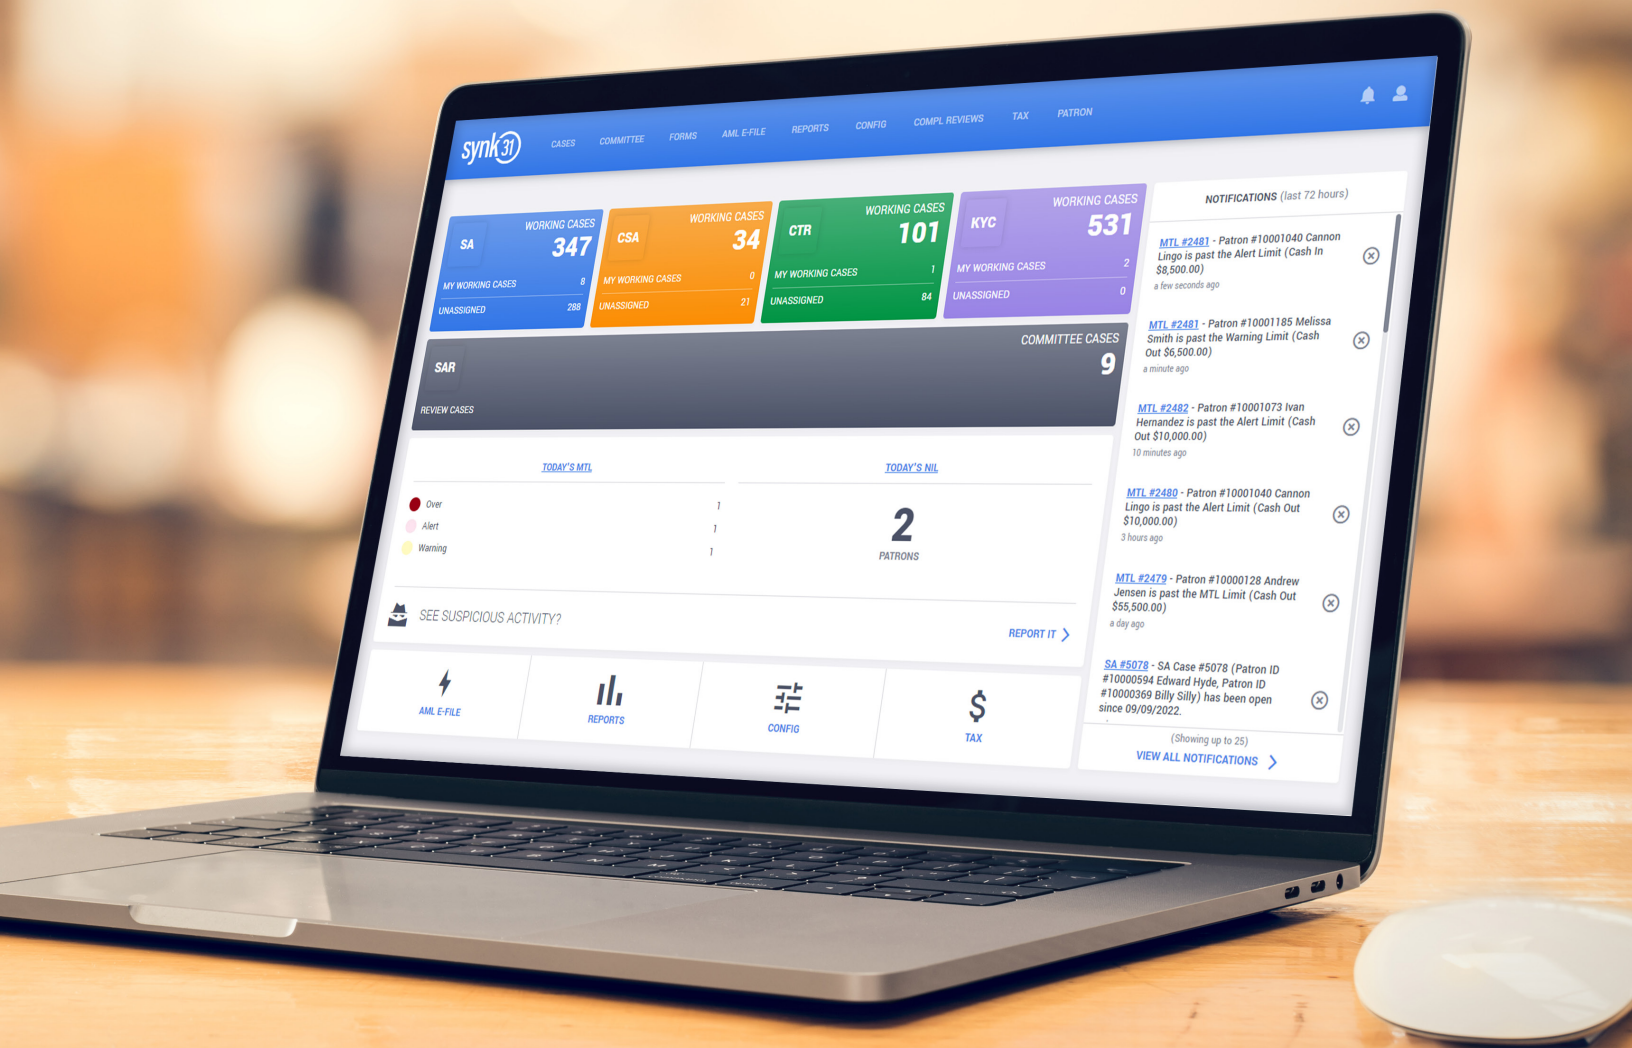 synk 31
CASES
COMMITTEE
FORMS
AML E-FILE
REPORTS
CONFIG
COMPL REVIEWS
TAX
PATRON
SA
WORKING CASES
347
MY WORKING CASES 8
UNASSIGNED 288
CSA
WORKING CASES
34
MY WORKING CASES 0
UNASSIGNED 21
CTR
WORKING CASES
101
MY WORKING CASES 1
UNASSIGNED 84
KYC
WORKING CASES
531
MY WORKING CASES 2
UNASSIGNED 0
SAR
COMMITTEE CASES
9
REVIEW CASES
TODAY'S MTL
Over 1
Alert 1
Warning 1
TODAY'S NIL
2
PATRONS
SEE SUSPICIOUS ACTIVITY?
REPORT IT
AML E-FILE
REPORTS
CONFIG
TAX
NOTIFICATIONS (last 72 hours)
MTL #2481 - Patron #10001040 Cannon
Lingo is past the Alert Limit (Cash In
$8,500.00)
a few seconds ago
MTL #2481 - Patron #10001185 Melissa
Smith is past the Warning Limit (Cash
Out $6,500.00)
a minute ago
MTL #2482 - Patron #10001073 Ivan
Hernandez is past the Alert Limit (Cash
Out $10,000.00)
10 minutes ago
MTL #2480 - Patron #10001040 Cannon
Lingo is past the Alert Limit (Cash Out
$10,000.00)
3 hours ago
MTL #2479 - Patron #10000128 Andrew
Jensen is past the MTL Limit (Cash Out
$55,500.00)
a day ago
SA #5078 - SA Case #5078 (Patron ID
#10000594 Edward Hyde, Patron ID
#10000369 Billy Silly) has been open
since 09/09/2022.
(Showing up to 25)
VIEW ALL NOTIFICATIONS